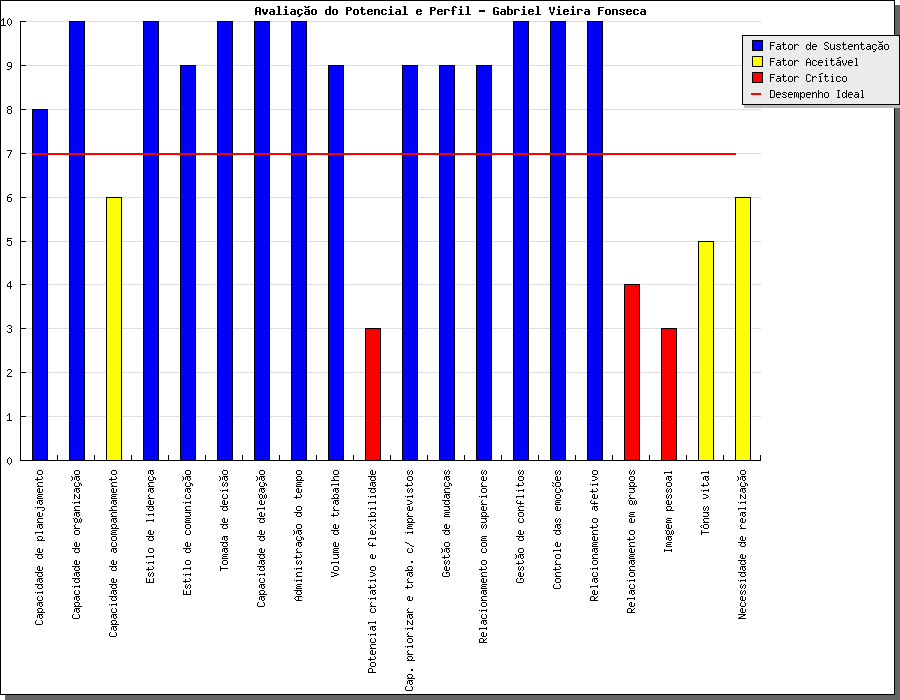 Avaliação do Potencial e Perfil - Gabriel Vieira Fonseca
Fator de Sustentação
Fator Aceitável
Fator Crítico
Desempenho Ideal
10
9
8
7
6
5
4
3
2
1
0
Capacidade de planejamento
Capacidade de organização
Capacidade de acompanhamento
Estilo de liderança
Estilo de comunicação
Tomada de decisão
Capacidade de delegação
Administração do tempo
Volume de trabalho
Potencial criativo e flexibilidade
Cap. priorizar e trab. c/ imprevistos
Gestão de mudanças
Relacionamento com superiores
Gestão de conflitos
Controle das emoções
Relacionamento afetivo
Relacionamento em grupos
Imagem pessoal
Tônus vital
Necessidade de realização